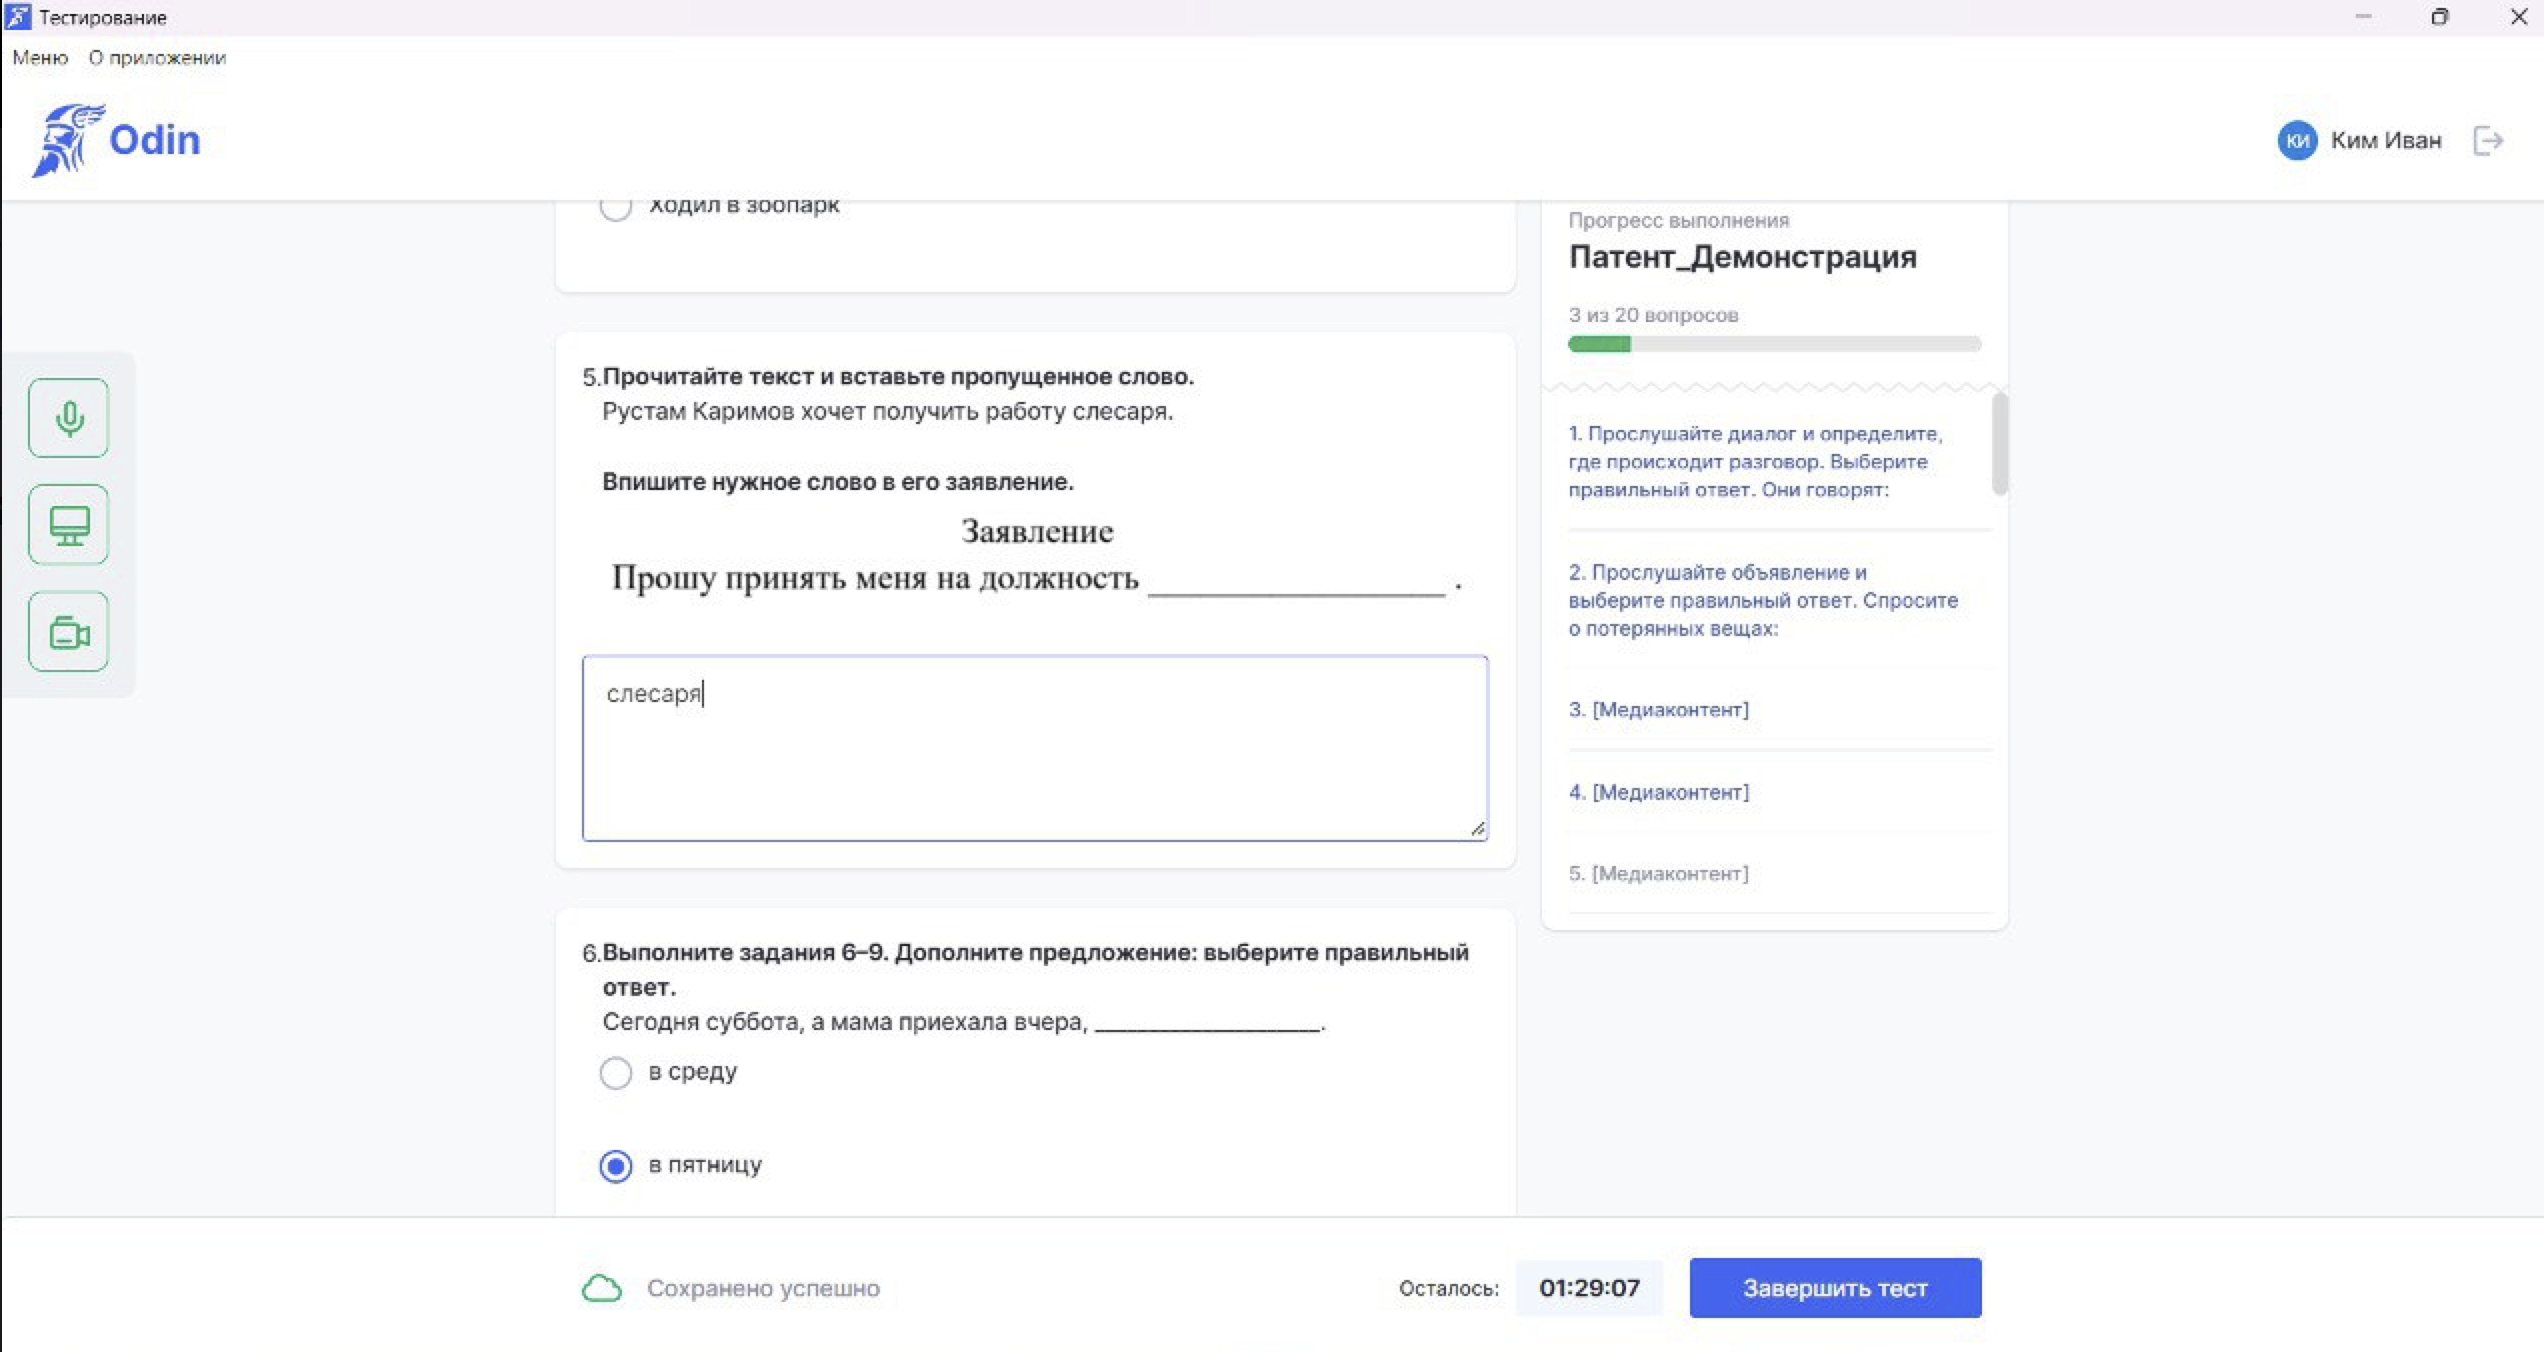 Тестирование
Меню О приложении
Odin
КИ Ким Иван
Ходил в зоопарк
5. Прочитайте текст и вставьте пропущенное слово.
Рустам Каримов хочет получить работу слесаря.
Впишите нужное слово в его заявление.
Заявление
Прошу принять меня на должность ___________________ .
слесаря
6. Выполните задания 6–9. Дополните предложение: выберите правильный
ответ.
Сегодня суббота, а мама приехала вчера, ___________________.
в среду
в пятницу
Прогресс выполнения
Патент_Демонстрация
3 из 20 вопросов
1. Прослушайте диалог и определите,
где происходит разговор. Выберите
правильный ответ. Они говорят:
2. Прослушайте объявление и
выберите правильный ответ. Спросите
о потерянных вещах:
3. [Медиаконтент]
4. [Медиаконтент]
5. [Медиаконтент]
Сохранено успешно
Осталось: 01:29:07
Завершить тест